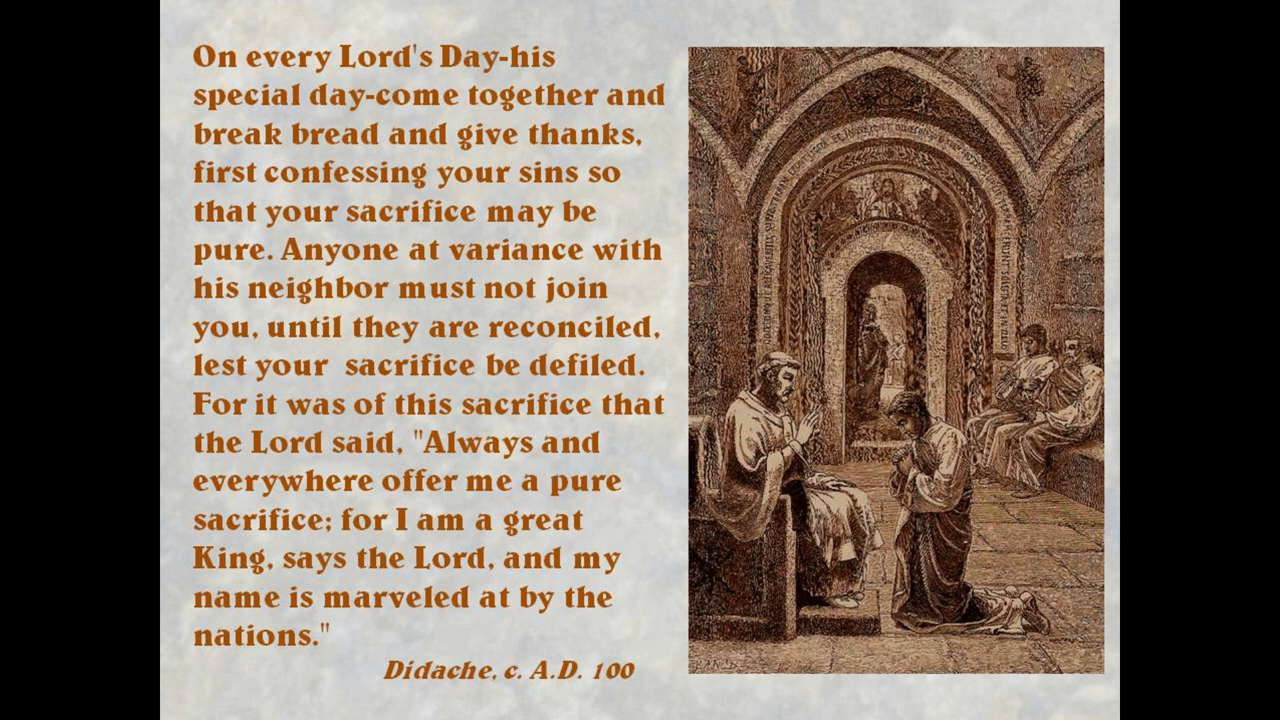 On every Lord's Day-his
special day-come together and
break bread and give thanks,
first confessing your sins so
that your sacrifice may be
pure. Anyone at variance with
his neighbor must not join
you, until they are reconciled,
lest your  sacrifice be defiled.
For it was of this sacrifice that
the Lord said, "Always and
everywhere offer me a pure
sacrifice; for I am a great
King, says the Lord, and my
name is marveled at by the
nations."
Didache, c. A.D. 100